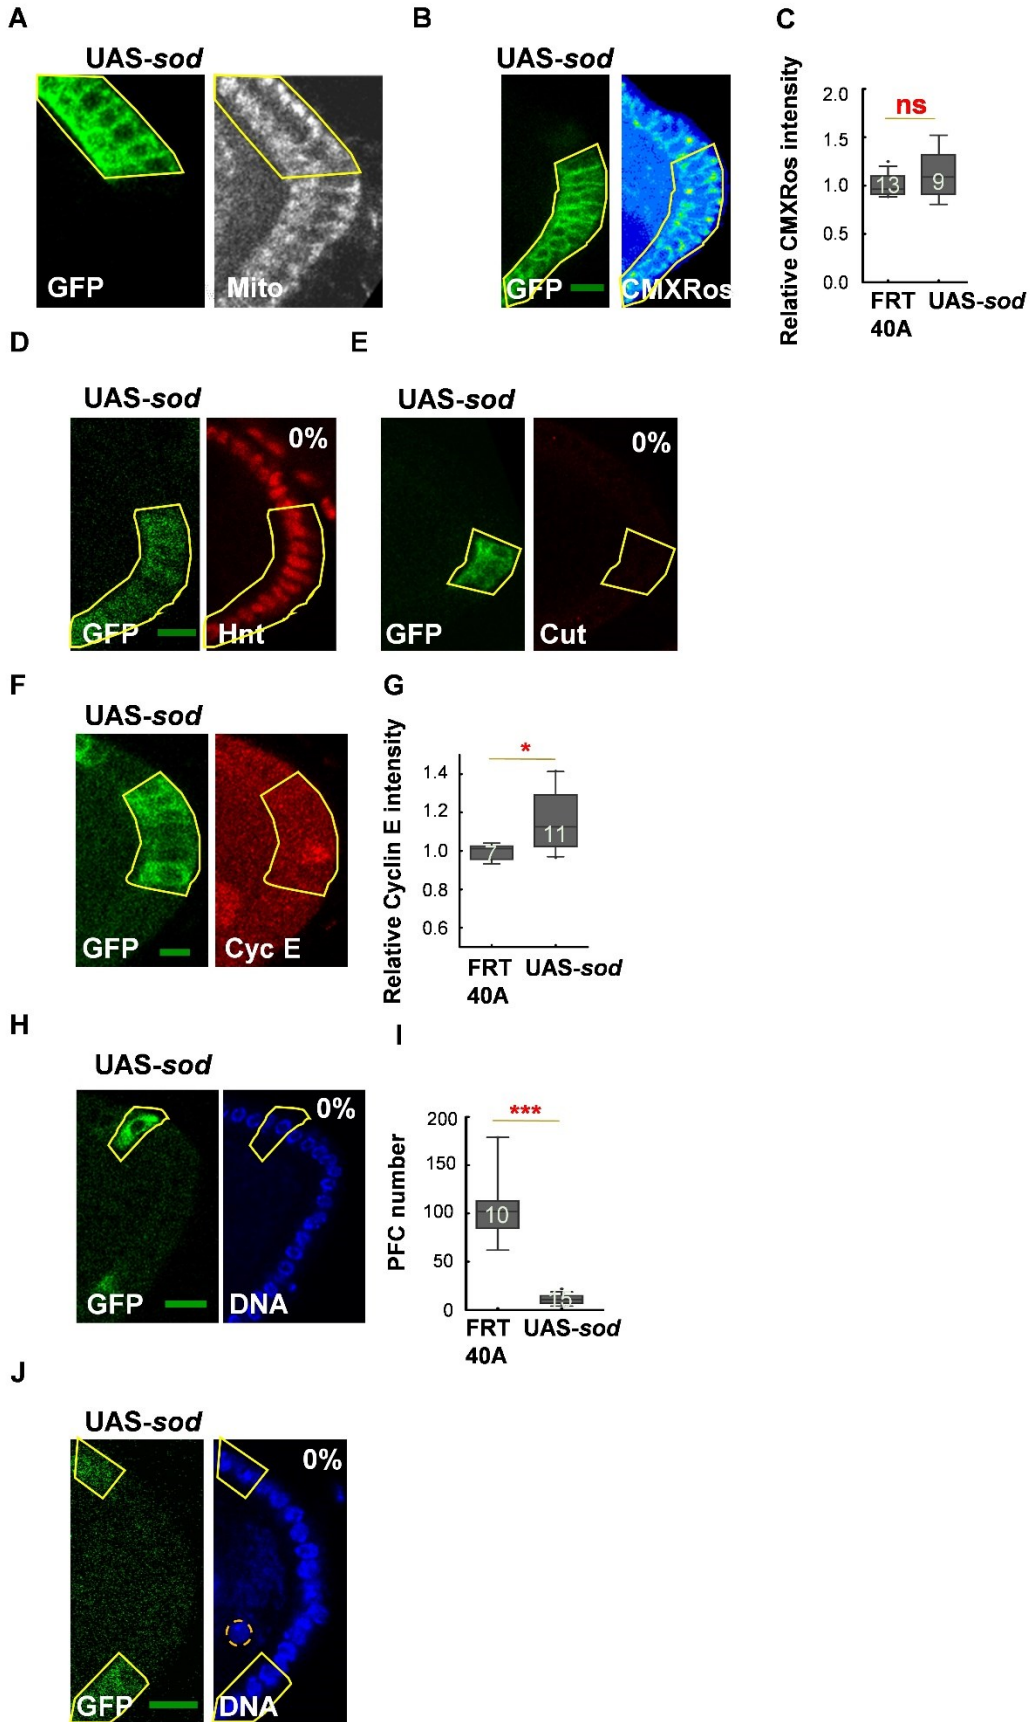 A
UAS-sod
GFP
Mito
B
UAS-sod
GFP
CMXRos
C
Relative CMXRos intensity
2.0
1.5
1.0
0.5
0.0
ns
13
9
FRT
40A
UAS-sod
D
UAS-sod
GFP
0%
Hnt
E
UAS-sod
GFP
0%
Cut
F
UAS-sod
GFP
Cyc E
G
Relative Cyclin E intensity
1.4
1.2
1.0
0.8
0.6
*
7
11
FRT
40A
UAS-sod
H
UAS-sod
GFP
0%
DNA
I
PFC number
200
150
100
50
0
***
10
15
FRT
40A
UAS-sod
J
UAS-sod
GFP
0%
DNA